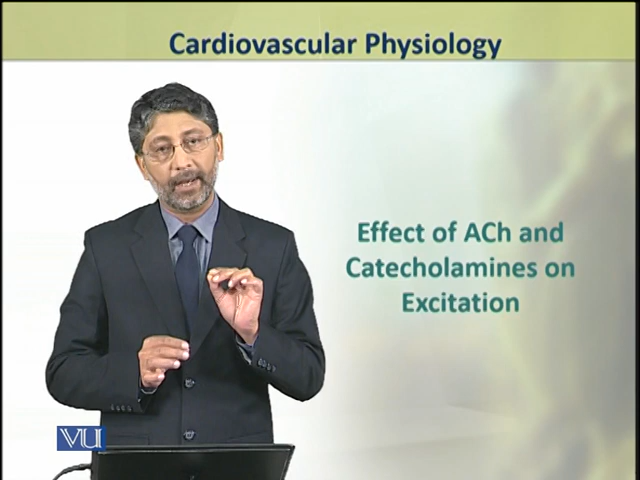 Cardiovascular Physiology
Effect of ACh and
Catecholamines on
Excitation
VU